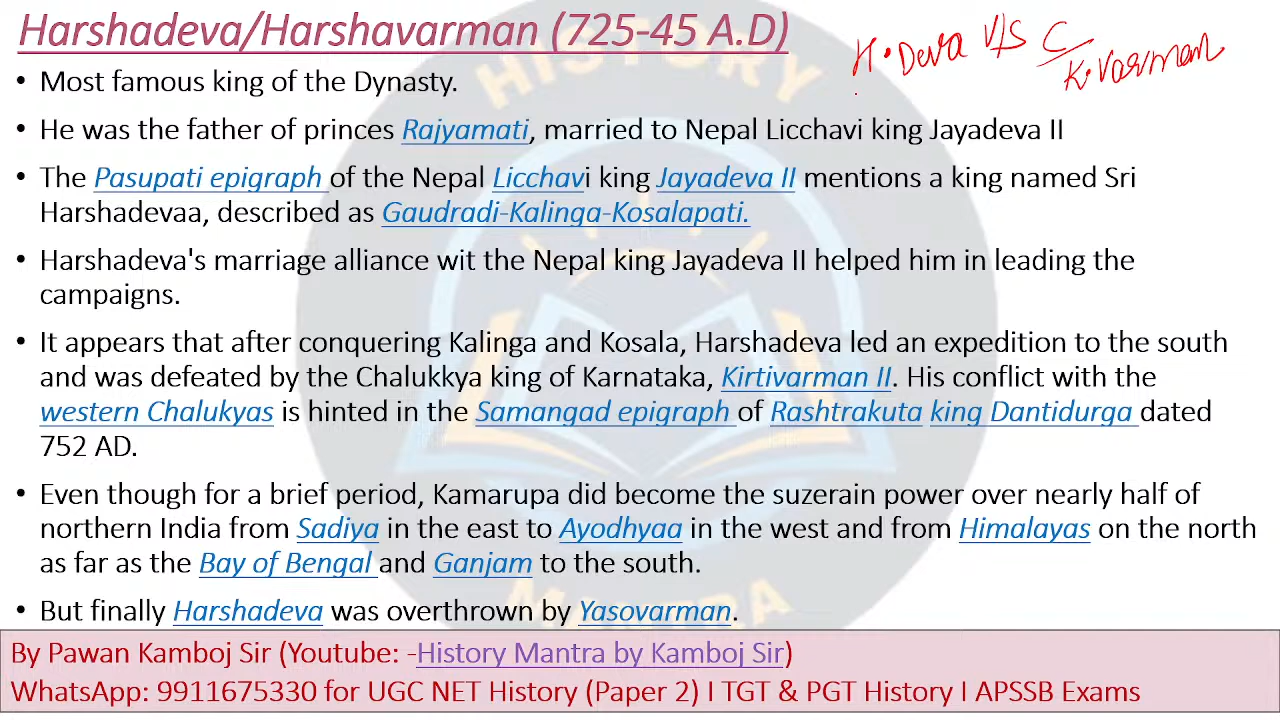 Harshadeva/Harshavarman (725-45 A.D)
H. Deva V/S C/K. Varman
• Most famous king of the Dynasty.
• He was the father of princes Rajyamati, married to Nepal Licchavi king Jayadeva II
• The Pasupati epigraph of the Nepal Licchavi king Jayadeva II mentions a king named Sri
Harshadevaa, described as Gaudradi-Kalinga-Kosalapati.
• Harshadeva's marriage alliance wit the Nepal king Jayadeva II helped him in leading the
campaigns.
• It appears that after conquering Kalinga and Kosala, Harshadeva led an expedition to the south
and was defeated by the Chalukkya king of Karnataka, Kirtivarman II. His conflict with the
western Chalukyas is hinted in the Samangad epigraph of Rashtrakuta king Dantidurga dated
752 AD.
• Even though for a brief period, Kamarupa did become the suzerain power over nearly half of
northern India from Sadiya in the east to Ayodhyaa in the west and from Himalayas on the north
as far as the Bay of Bengal and Ganjam to the south.
• But finally Harshadeva was overthrown by Yasovarman.
By Pawan Kamboj Sir (Youtube: -History Mantra by Kamboj Sir)
WhatsApp: 9911675330 for UGC NET History (Paper 2) I TGT & PGT History I APSSB Exams
HISTORY
MANTRA